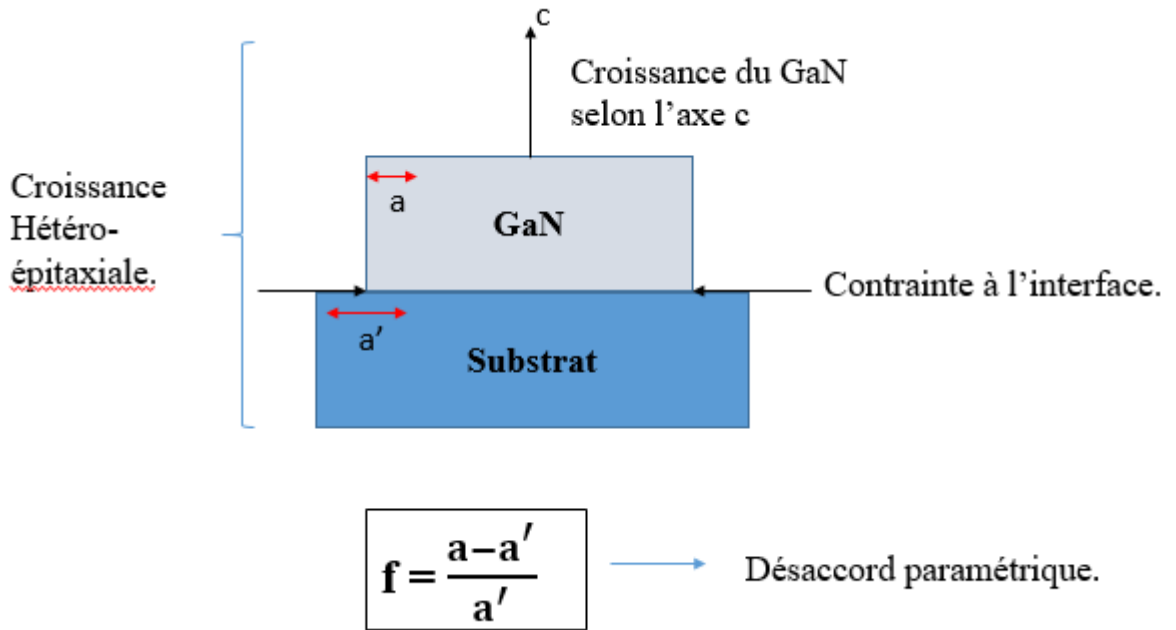 c
Croissance du GaN
selon l’axe c
Croissance
Hétéro-
épitaxiale.
a
GaN
Contrainte à l’interface.
a′
Substrat
f = a−a′ / a′
Désaccord paramétrique.